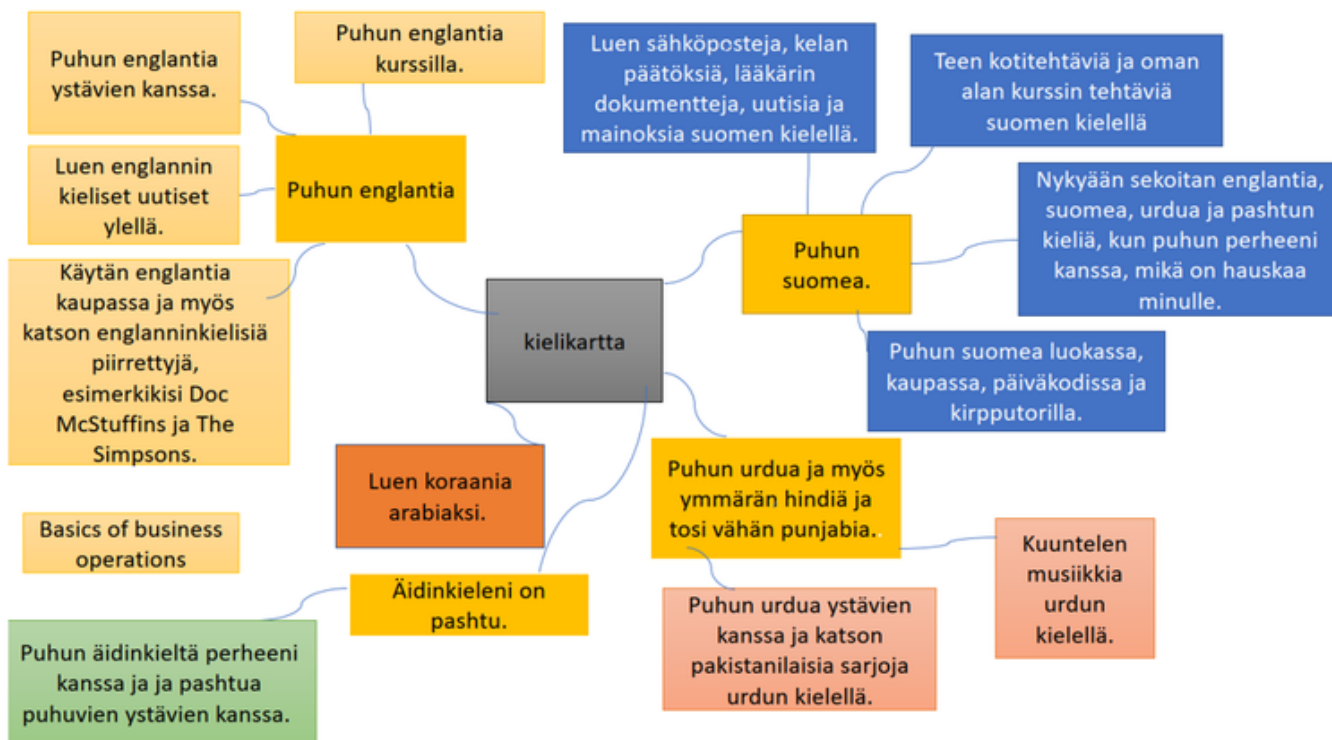 Puhun englantia
ystävien kanssa.
Puhun englantia
kurssilla.
Luen englannin
kieliset uutiset
ylellä.
Puhun englantia
Käytän englantia
kaupassa ja myös
katson englanninkielisiä
piirrettyjä,
esimerkikisi Doc
McStuffins ja The
Simpsons.
Basics of business
operations
Luen sähköposteja, kelan
päätöksiä, lääkärin
dokumentteja, uutisia ja
mainoksia suomen kielellä.
Teen kotitehtäviä ja oman
alan kurssin tehtäviä
suomen kielellä
Puhun
suomea.
Nykyään sekoitan englantia,
suomea, urdua ja pashtun
kieliä, kun puhun perheeni
kanssa, mikä on hauskaa
minulle.
Puhun suomea luokassa,
kaupassa, päiväkodissa ja
kirpputorilla.
kielikartta
Luen koraania
arabiaksi.
Äidinkieleni on
pashtu.
Puhun äidinkieltä perheeni
kanssa ja ja pashtua
puhuvien ystävien kanssa.
Puhun urdua ja myös
ymmärän hindiä ja
tosi vähän punjabia..
Puhun urdua ystävien
kanssa ja katson
pakistanilaisia sarjoja
urdun kielellä.
Kuuntelen
musiikkia
urdun
kielellä.